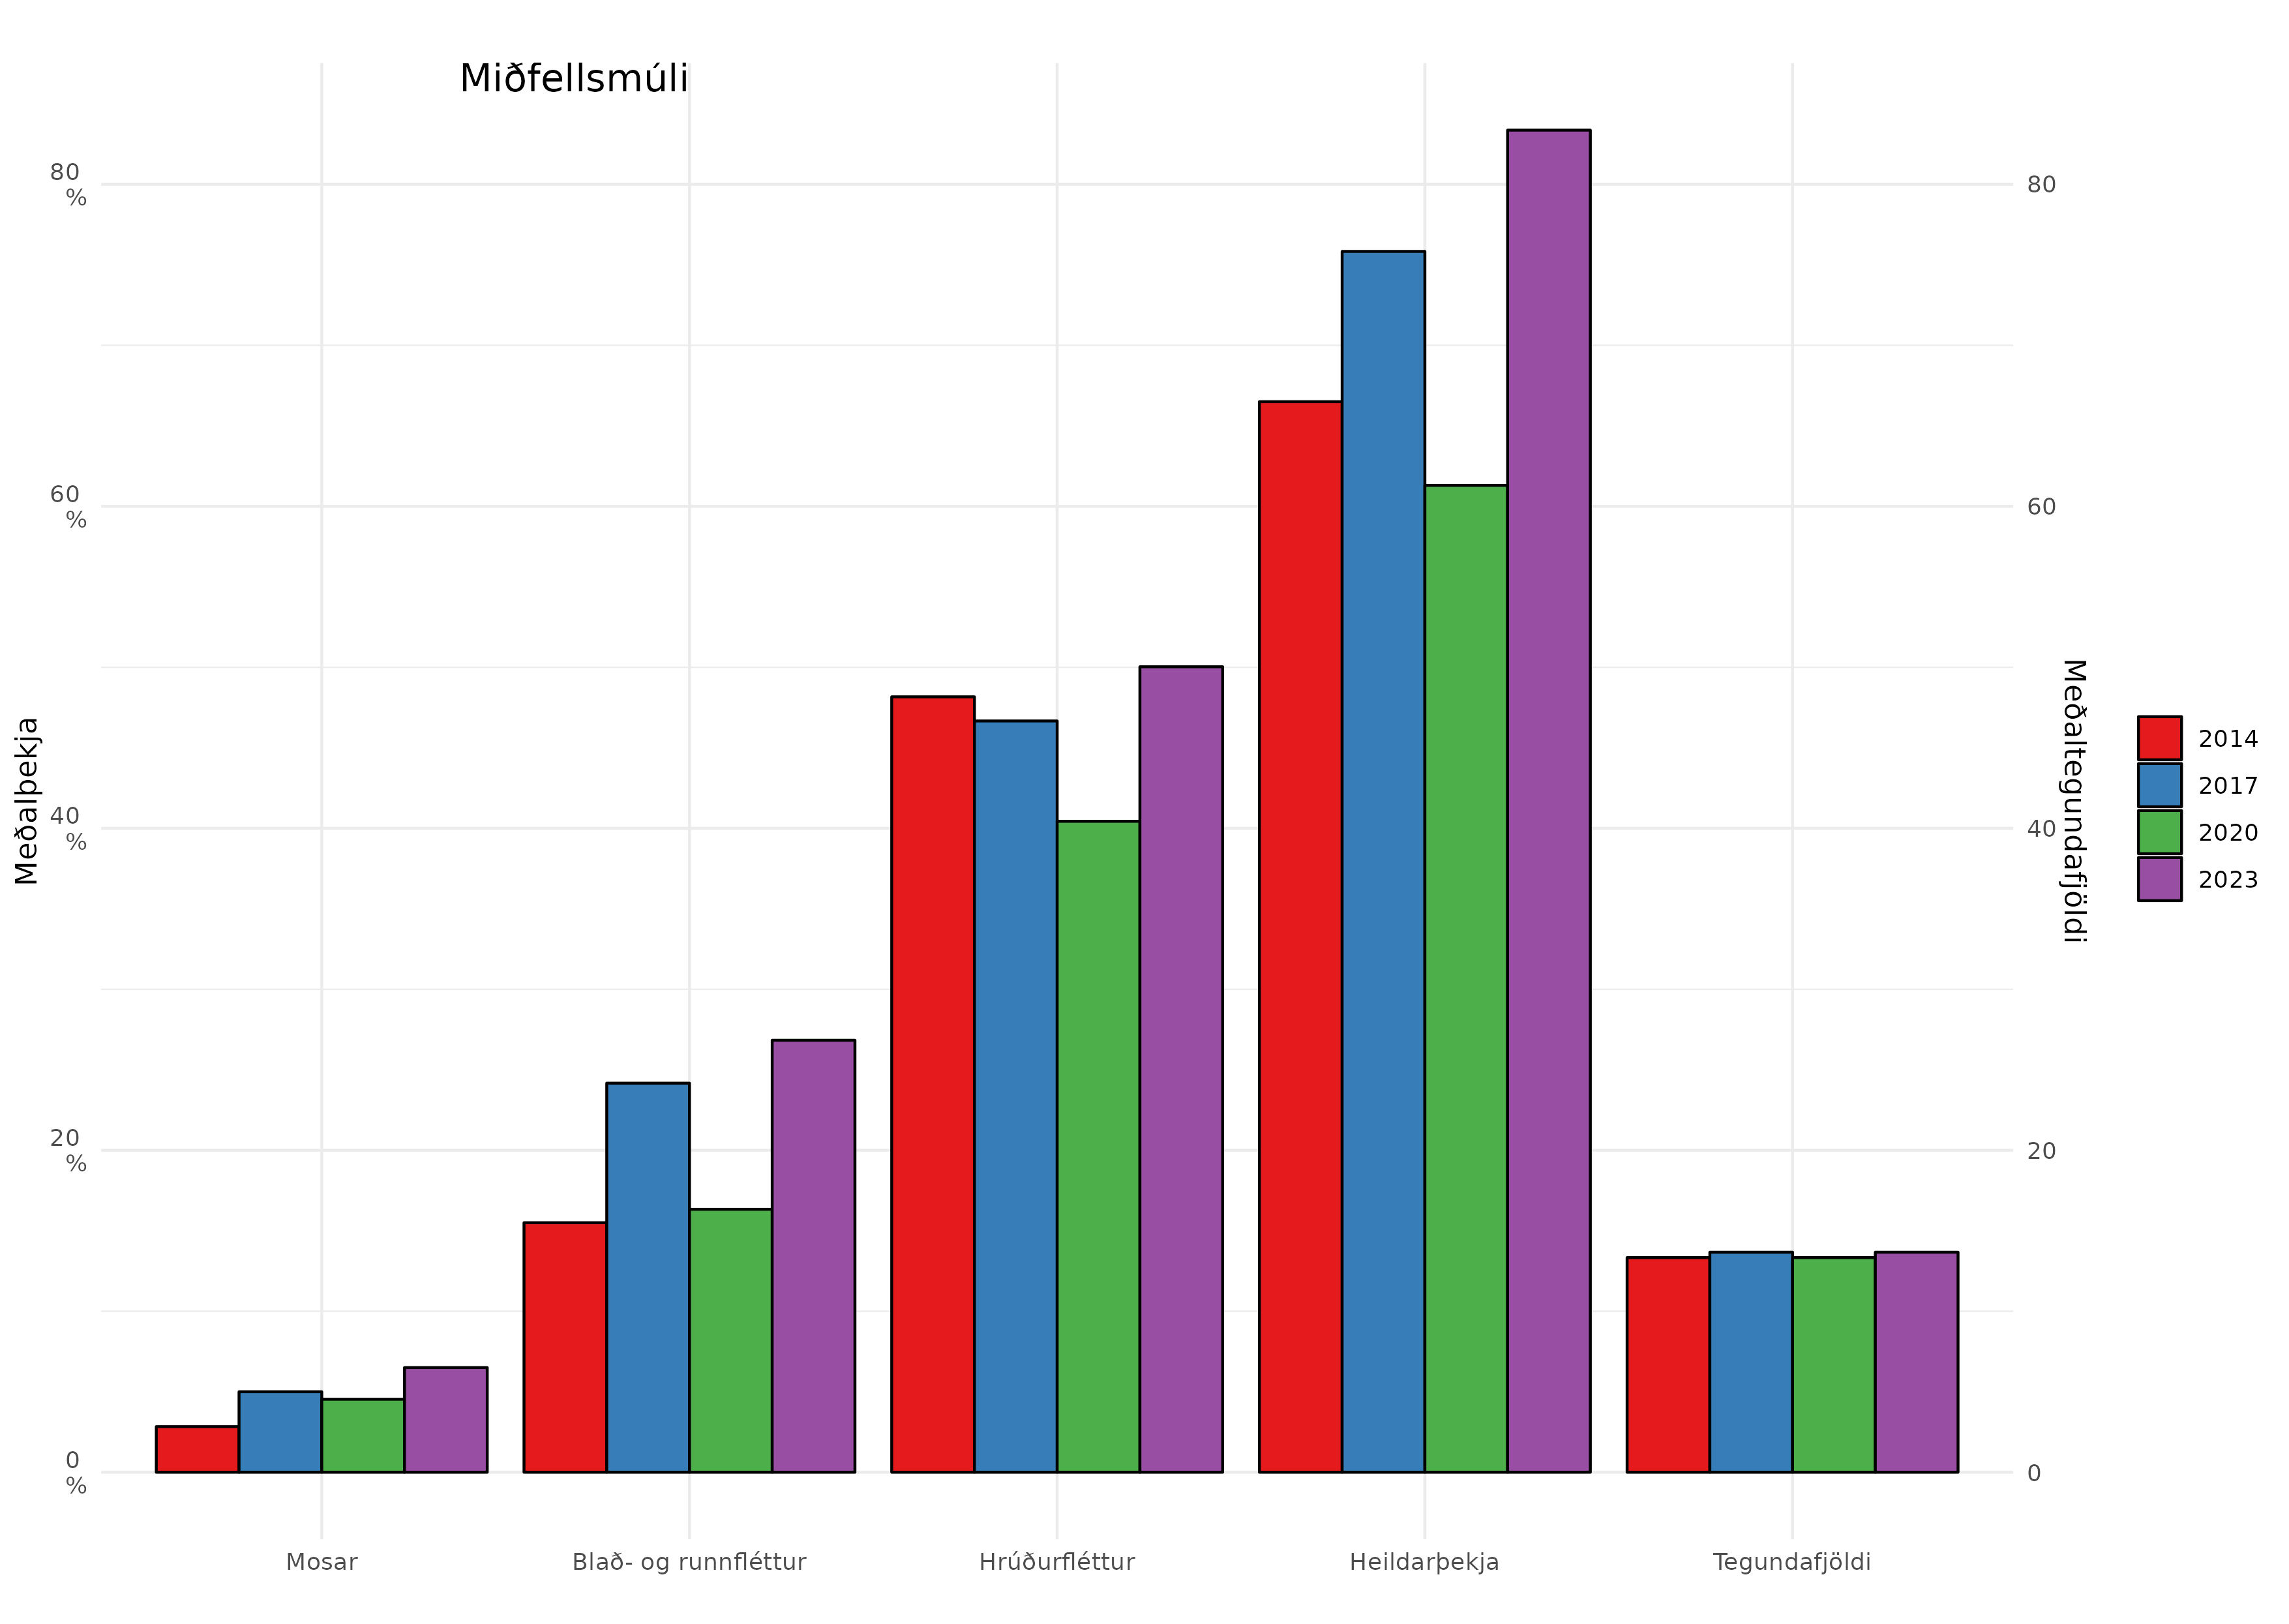 Miðfellsmúli
Meðalþekja
80
%
60
%
40
%
20
%
0
%
80
60
40
20
0
Meðaltegundafjöldi
Mosar
Blað- og runnfléttur
Hrúðurfléttur
Heildarþekja
Tegundafjöldi
2014
2017
2020
2023